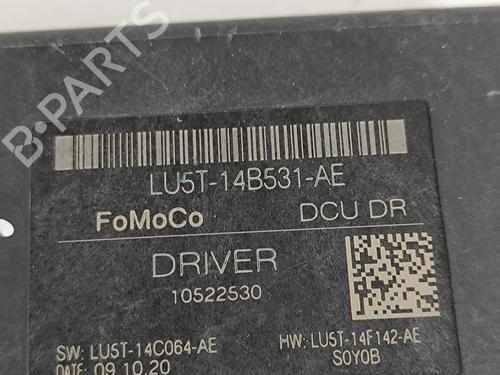 B-PARTS
LU5T-14B531-AE
FoMoCo DCU DR
DRIVER
10522530
SW: LU5T-14C064-AE HW: LU5T-14F142-AE
DATE: 09.10.20 S0Y0B